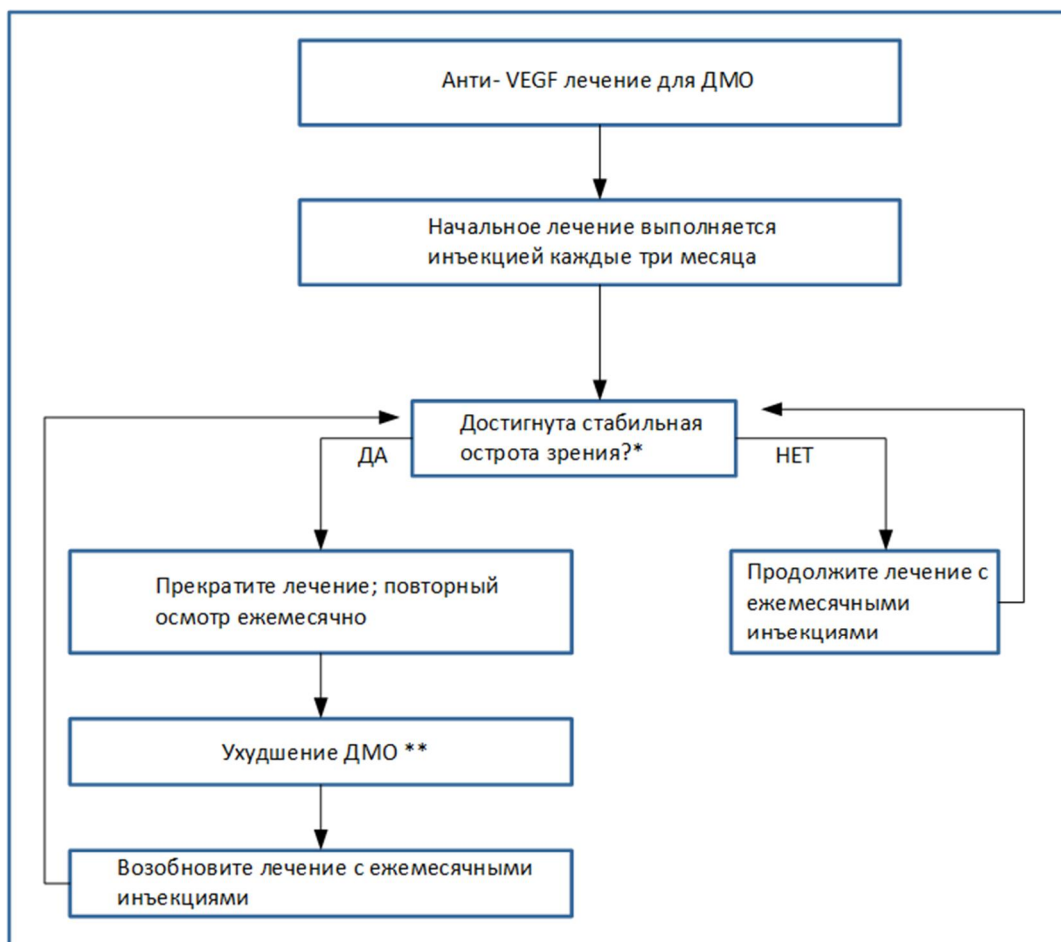 Анти- VEGF лечение для ДМО
Начальное лечение выполняется
инъекцией каждые три месяца
Достигнута стабильная
острота зрения?*
ДА
НЕТ
Прекратите лечение; повторный
осмотр ежемесячно
Продолжите лечение с
ежемесячными
инъекциями
Ухудшение ДМО **
Возобновите лечение с ежемесячными
инъекциями